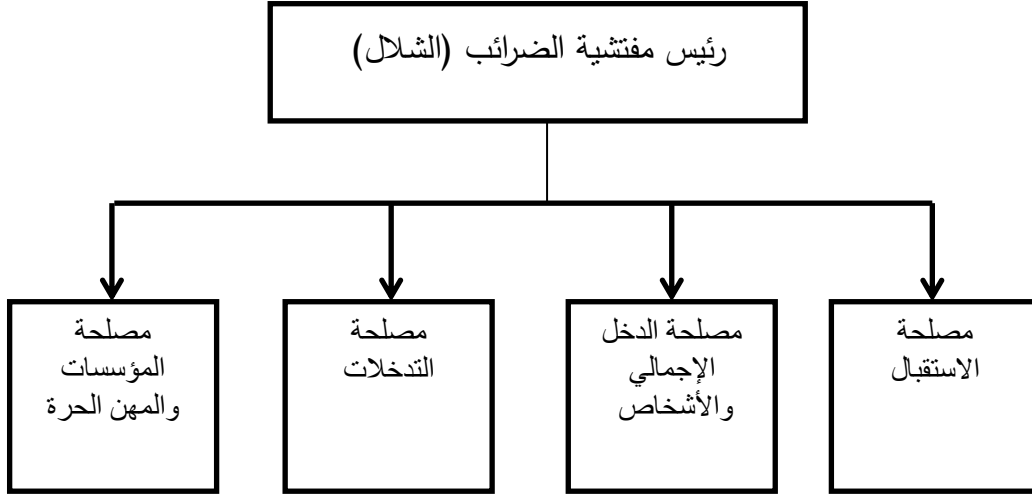 رئيس مفتشية الضرائب (الشلال)
مصلحة
الاستقبال
مصلحة الدخل
الإجمالي
والأشخاص
مصلحة
التدخلات
مصلحة
المؤسسات
والمهن الحرة